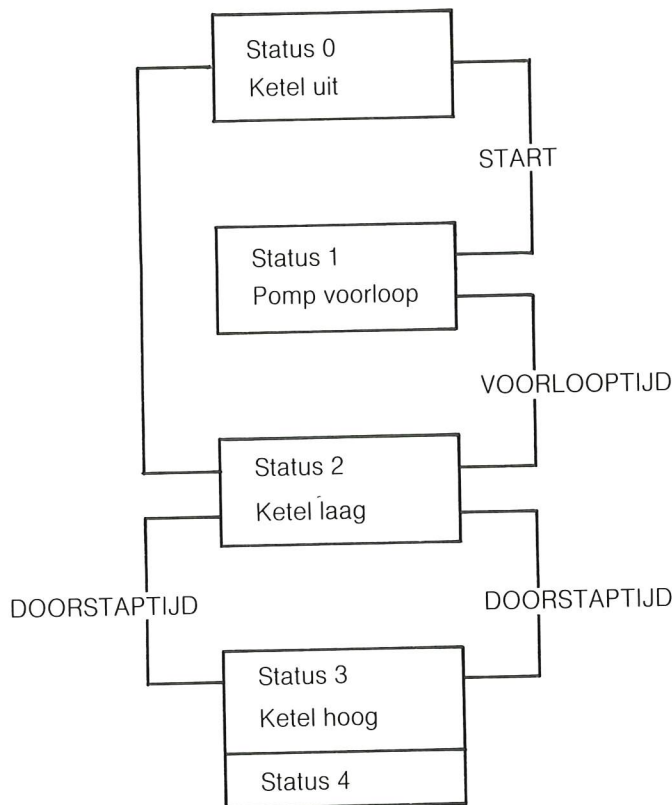 Status 0
Ketel uit
START
Status 1
Pomp voorloop
VOORLOOPTIJD
Status 2
Ketel laag
DOORSTAPTIJD
DOORSTAPTIJD
Status 3
Ketel hoog
Status 4